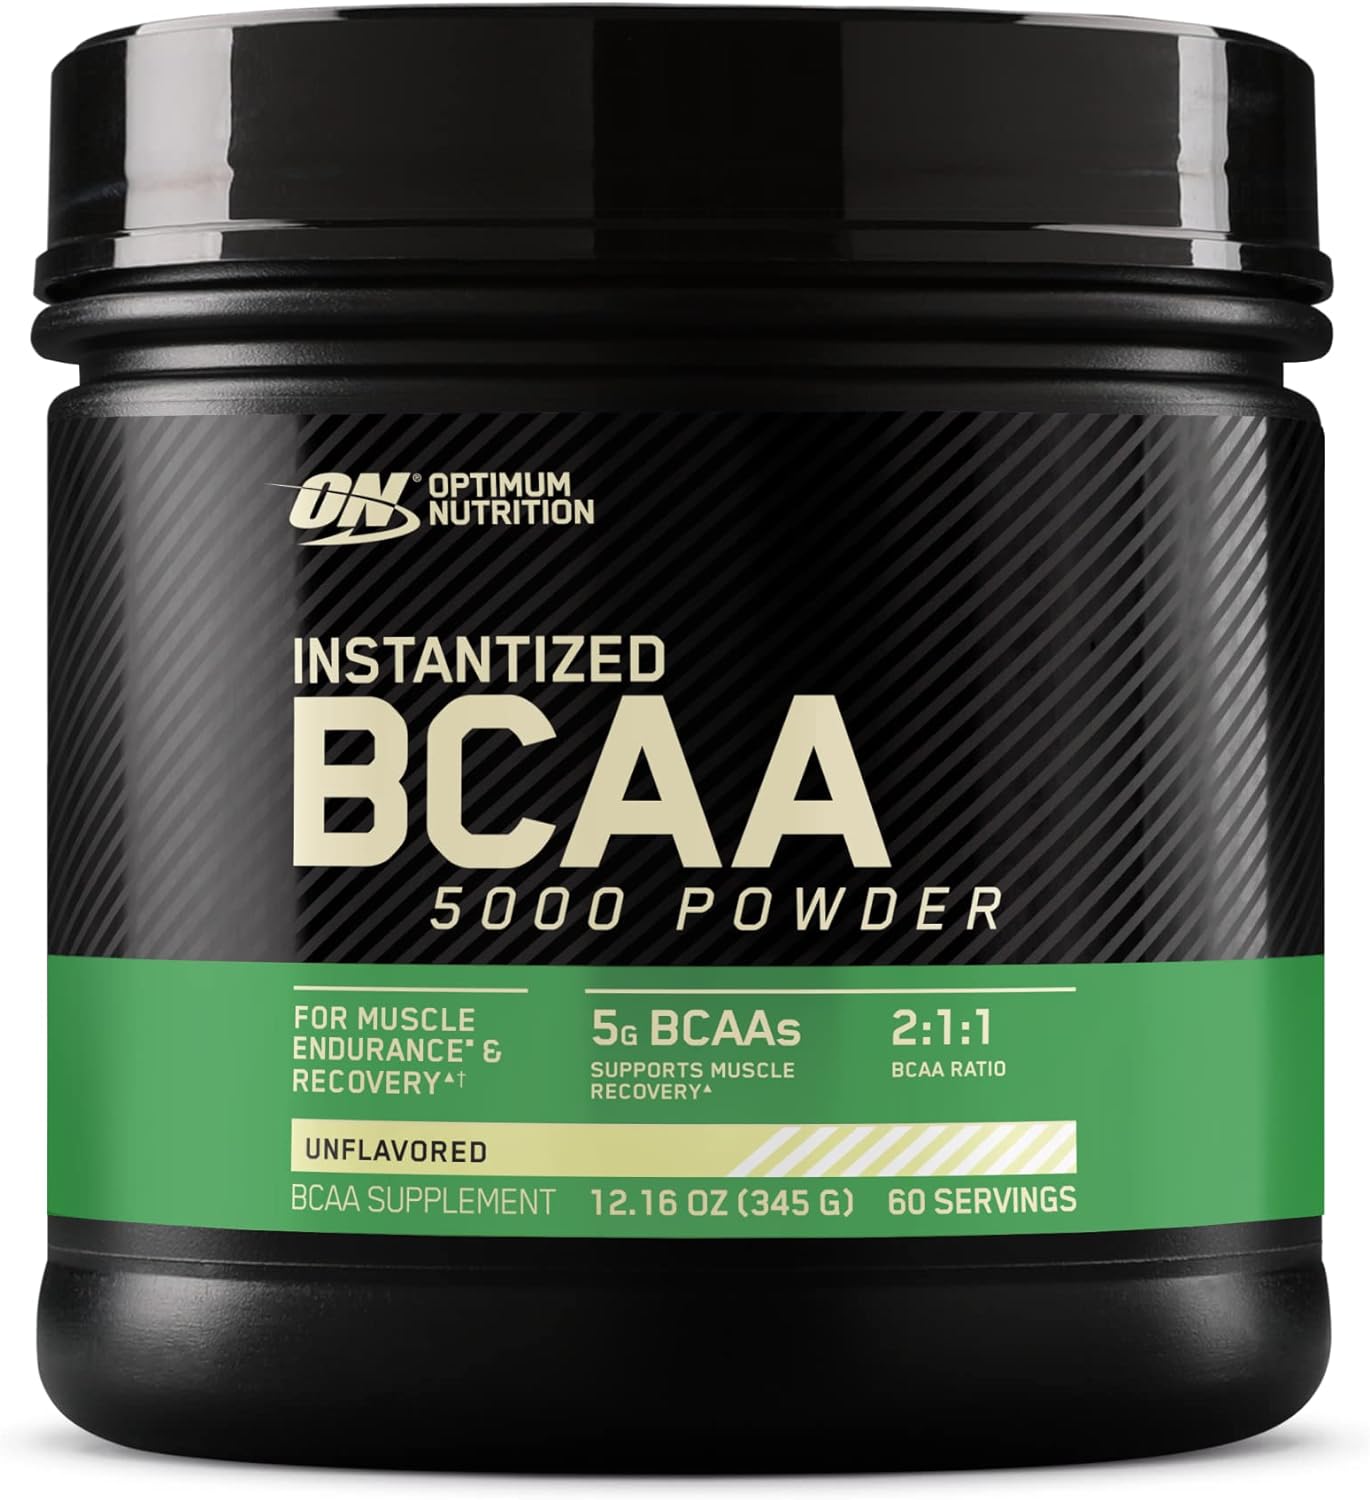 ON® OPTIMUM
NUTRITION
INSTANTIZED
BCAA
5000 POWDER
FOR MUSCLE
ENDURANCE■ &
RECOVERY▲†
5G BCAAs
SUPPORTS MUSCLE
RECOVERY▲
2:1:1
BCAA RATIO
UNFLAVORED
BCAA SUPPLEMENT 12.16 OZ (345 G) 60 SERVINGS